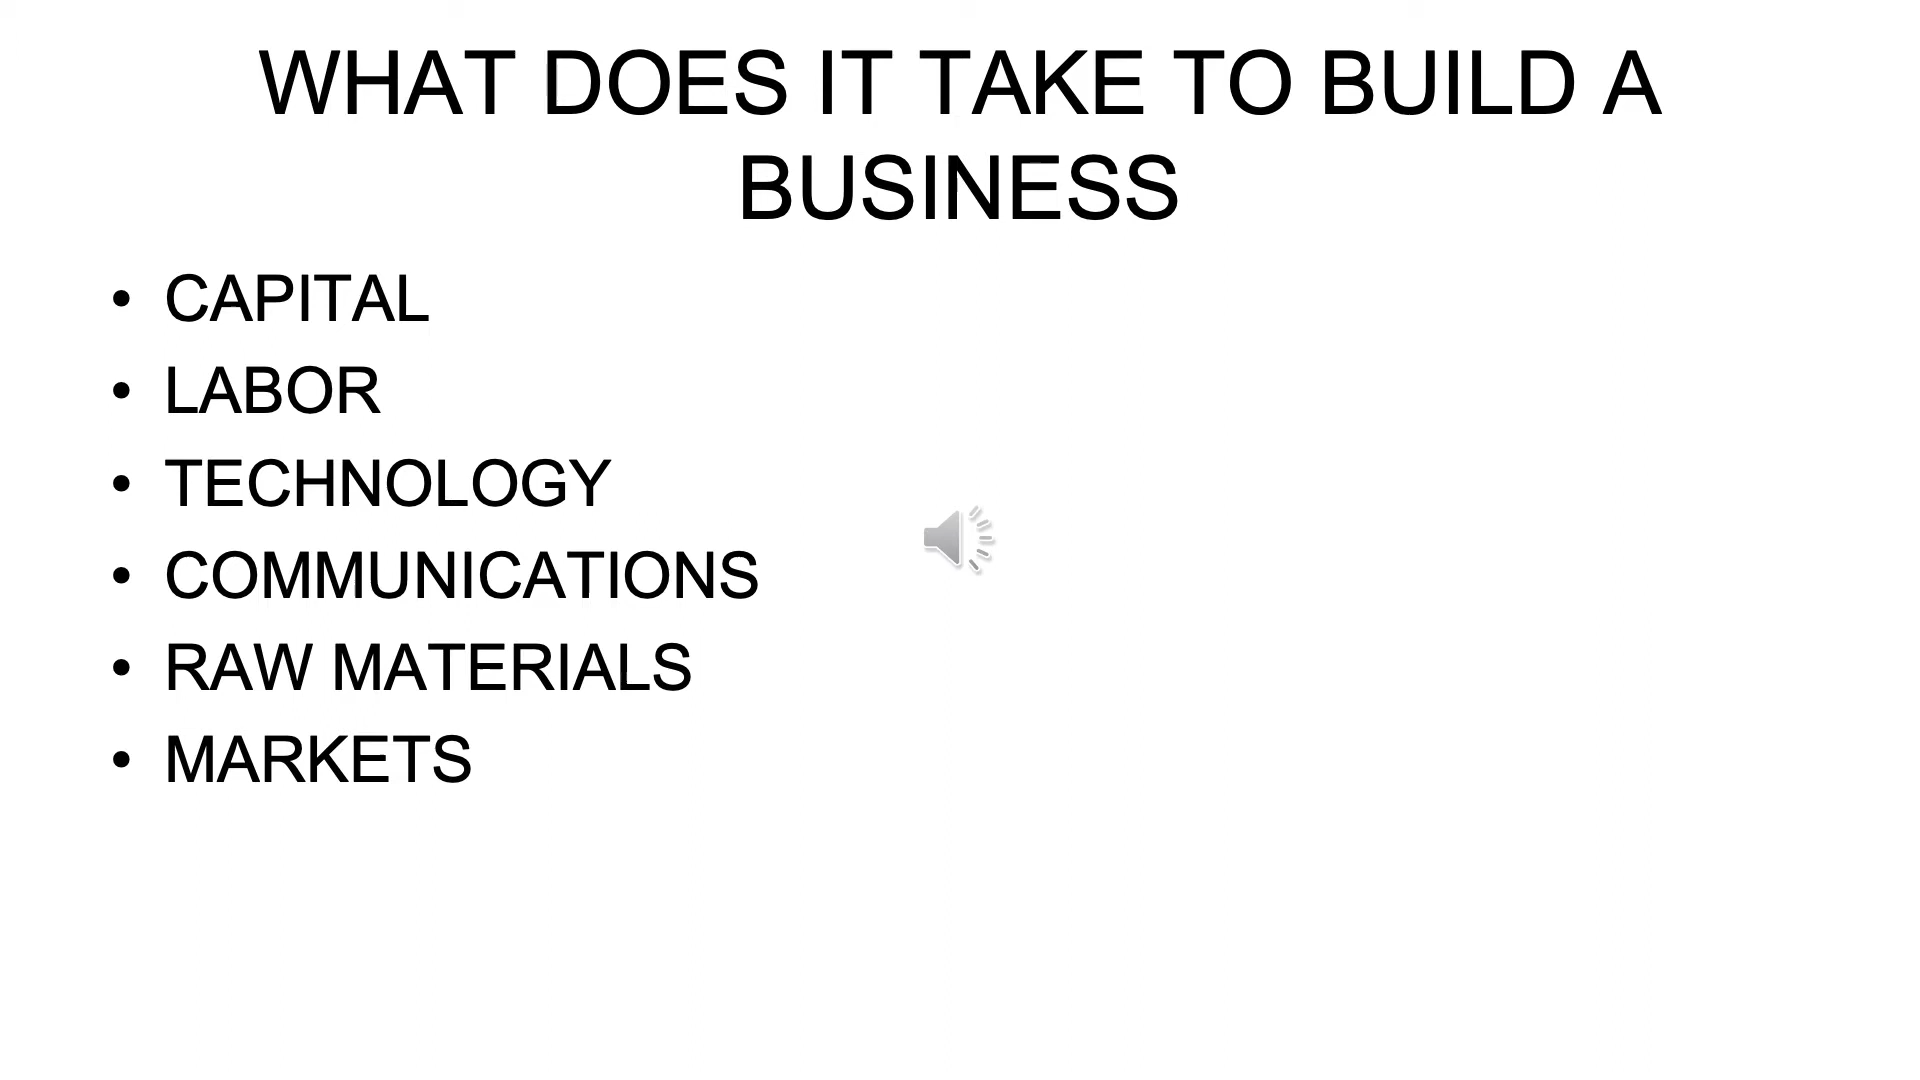 WHAT DOES IT TAKE TO BUILD A
BUSINESS
• CAPITAL
• LABOR
• TECHNOLOGY
• COMMUNICATIONS
• RAW MATERIALS
• MARKETS